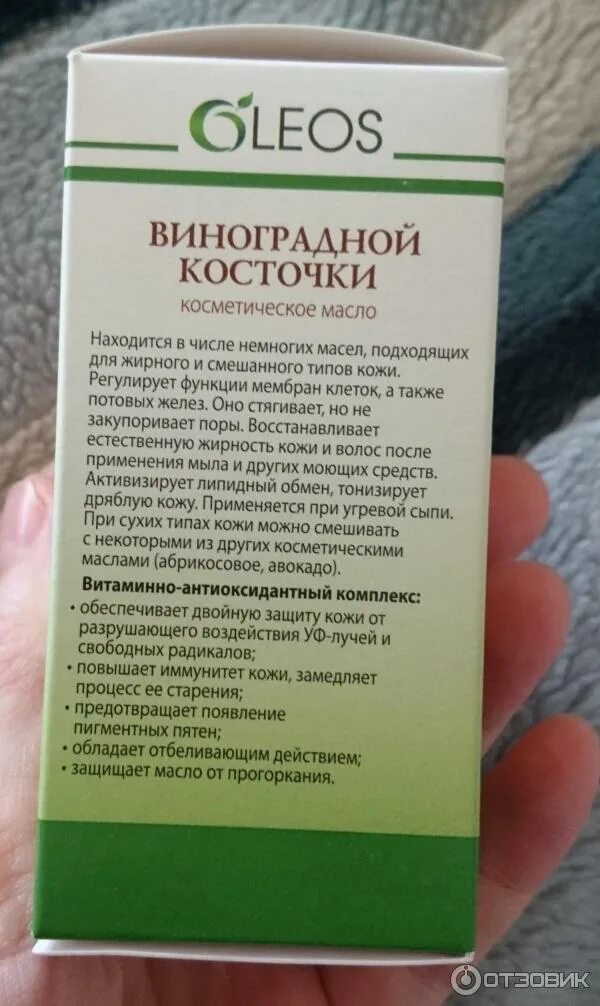 OLEOS
ВИНОГРАДНОЙ
КОСТОЧКИ
косметическое масло
Находится в числе немногих масел, подходящих
для жирного и смешанного типов кожи.
Регулирует функции мембран клеток, а также
потовых желез. Оно стягивает, но не
закупоривает поры. Восстанавливает
естественную жирность кожи и волос после
применения мыла и других моющих средств.
Активизирует липидный обмен, тонизирует
дряблую кожу. Применяется при угревой сыпи.
При сухих типах кожи можно смешивать
с некоторыми из других косметическими
маслами (абрикосовое, авокадо).
Витаминно-антиоксидантный комплекс:
• обеспечивает двойную защиту кожи от
разрушающего воздействия УФ-лучей и
свободных радикалов;
• повышает иммунитет кожи, замедляет
процесс ее старения;
• предотвращает появление
пигментных пятен;
• обладает отбеливающим действием;
• защищает масло от прогоркания.
ОТЗОВИК